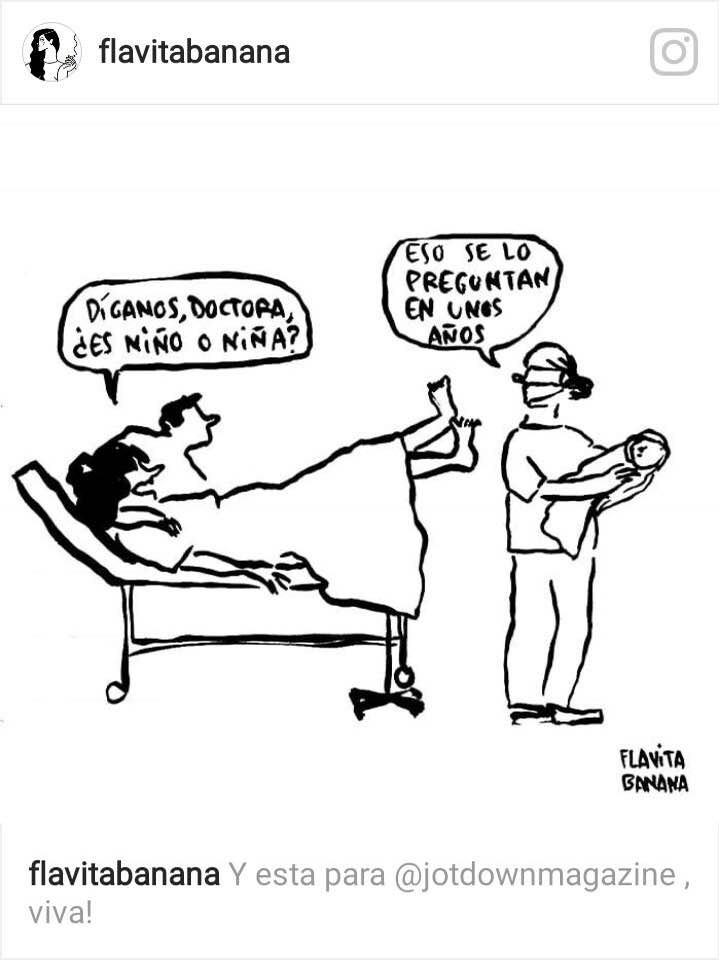 flavitabanana
DÍGANOS, DOCTORA,
¿ES NIÑO O NIÑA?
ESO SE LO
PREGUNTAN
EN UNOS
AÑOS
FLAVITA
BANANA
flavitabanana Y esta para @jotdownmagazine ,
viva!